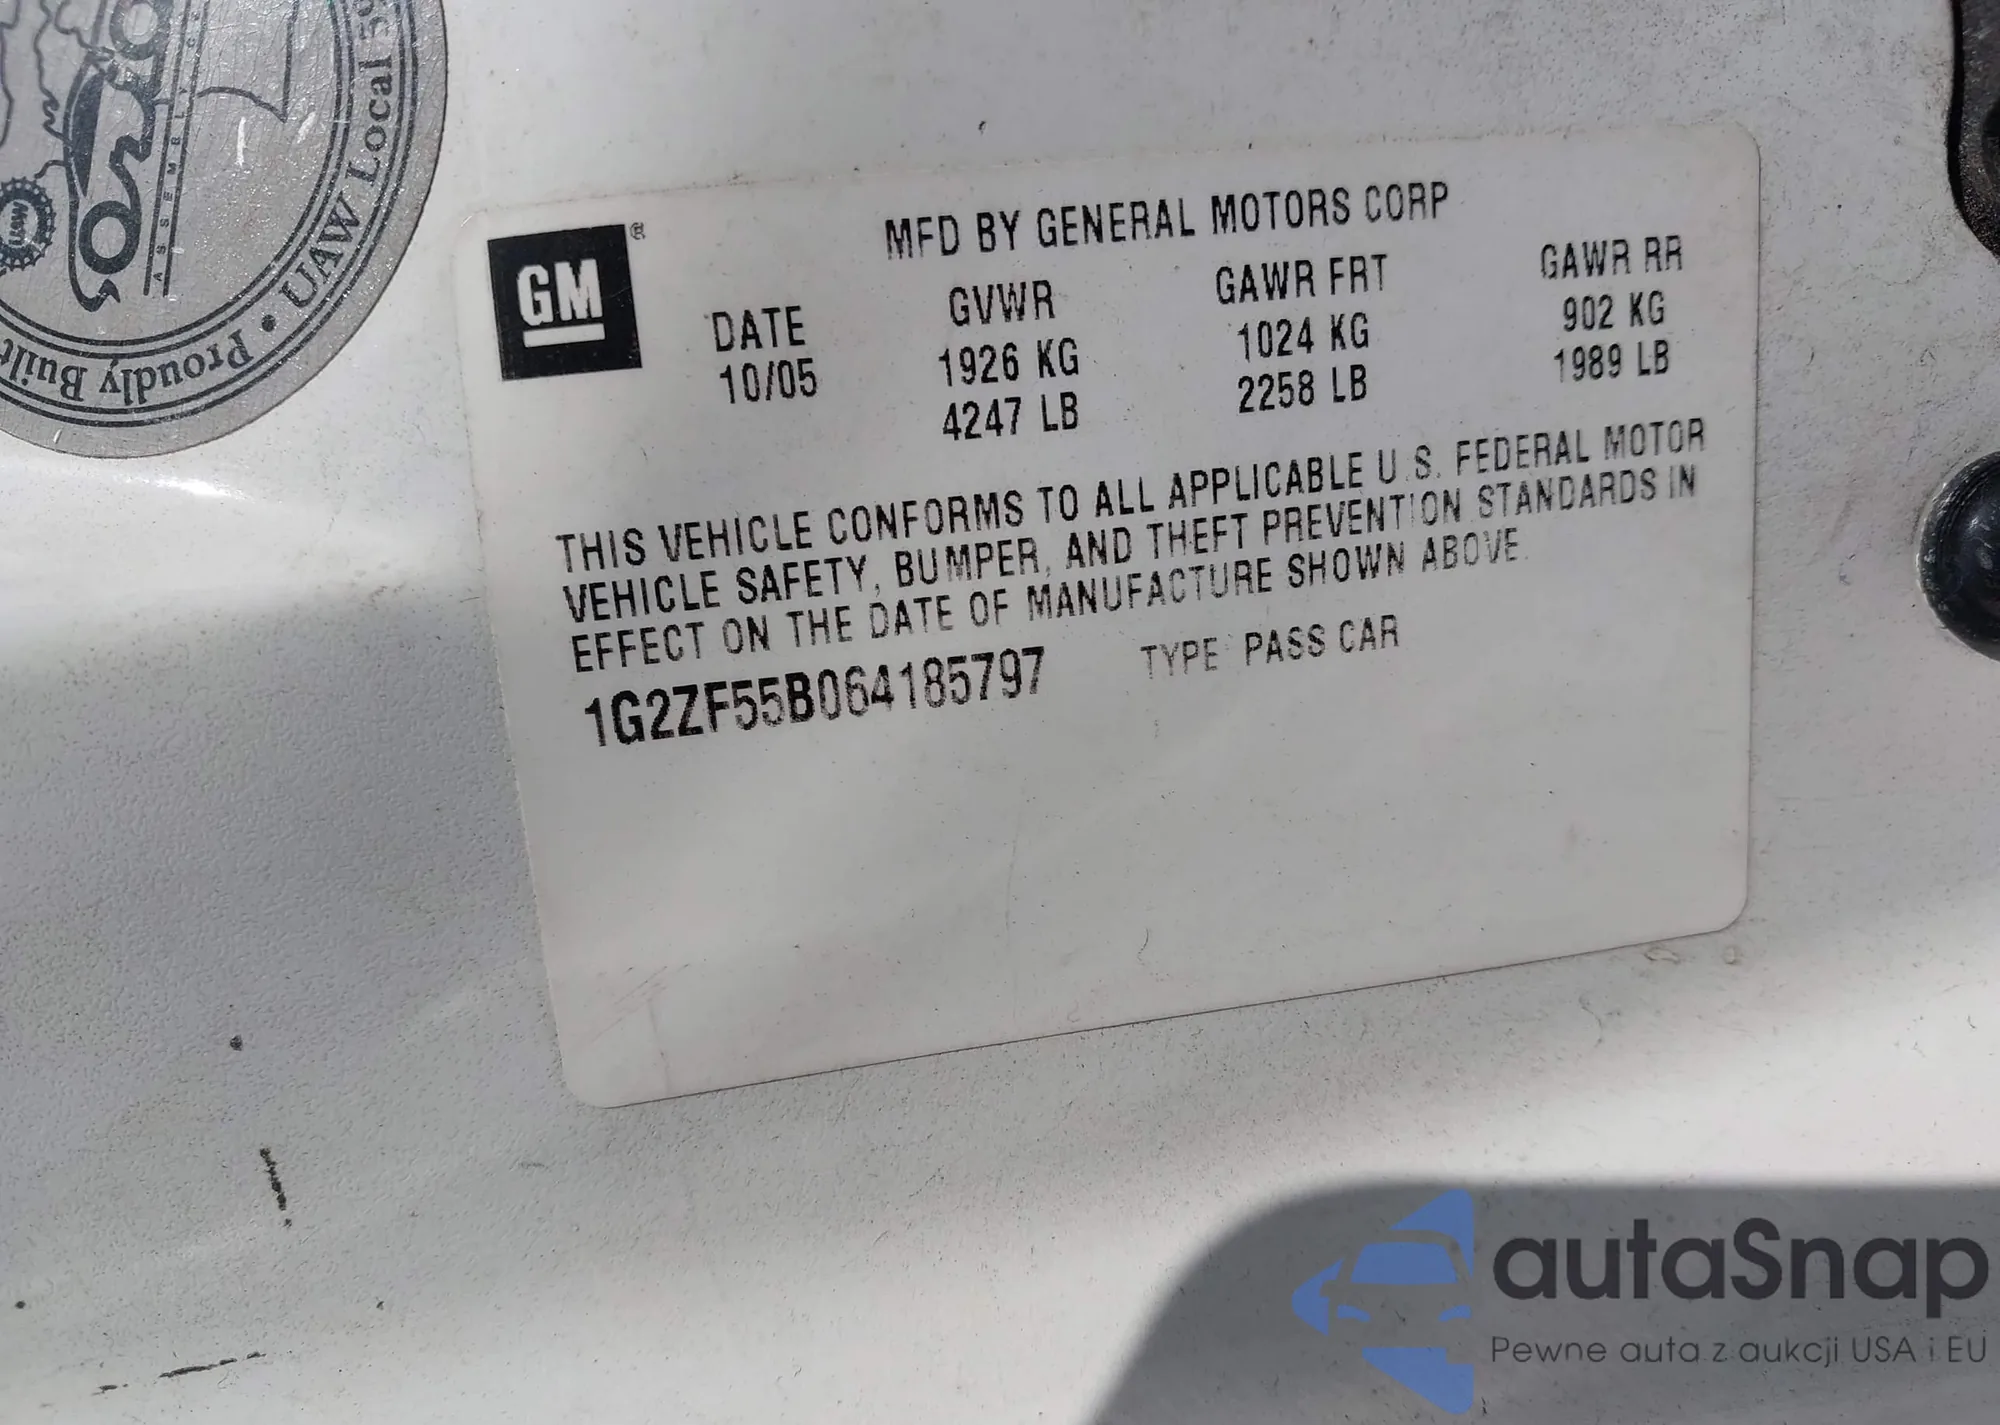 ASSEMBLY C
UAW Local 5
Proudly Built
GM ®
MFD BY GENERAL MOTORS CORP
DATE GVWR GAWR FRT GAWR RR
10/05 1926 KG 1024 KG 902 KG
4247 LB 2258 LB 1989 LB
THIS VEHICLE CONFORMS TO ALL APPLICABLE U.S. FEDERAL MOTOR
VEHICLE SAFETY, BUMPER, AND THEFT PREVENTION STANDARDS IN
EFFECT ON THE DATE OF MANUFACTURE SHOWN ABOVE.
1G2ZF55B064185797 TYPE PASS CAR
autaSnap
Pewne auta z aukcji USA i EU